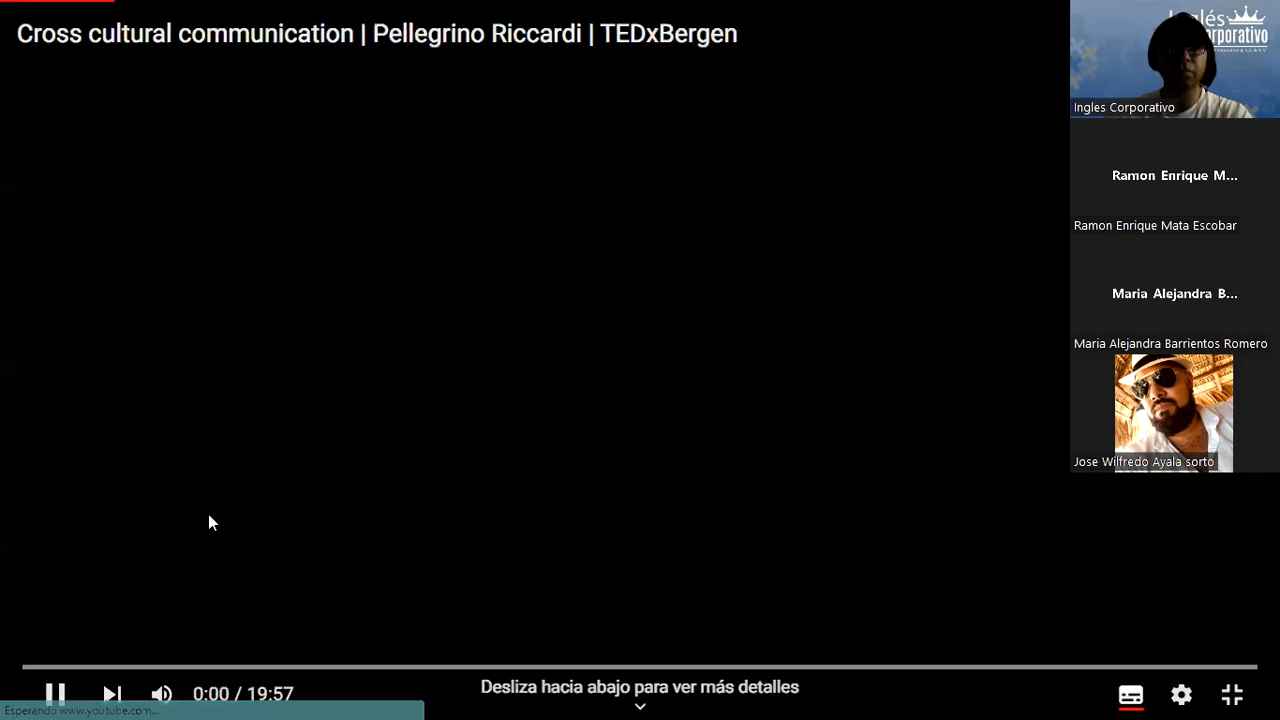 Cross cultural communication | Pellegrino Riccardi | TEDxBergen
Inglés
Corporativo
Ingles Corporativo
Ramon Enrique M...
Ramon Enrique Mata Escobar
Maria Alejandra B...
Maria Alejandra Barrientos Romero
Jose Wilfredo Ayala sorto
0:00 / 19:57
Desliza hacia abajo para ver más detalles
Esperando www.youtube.com...